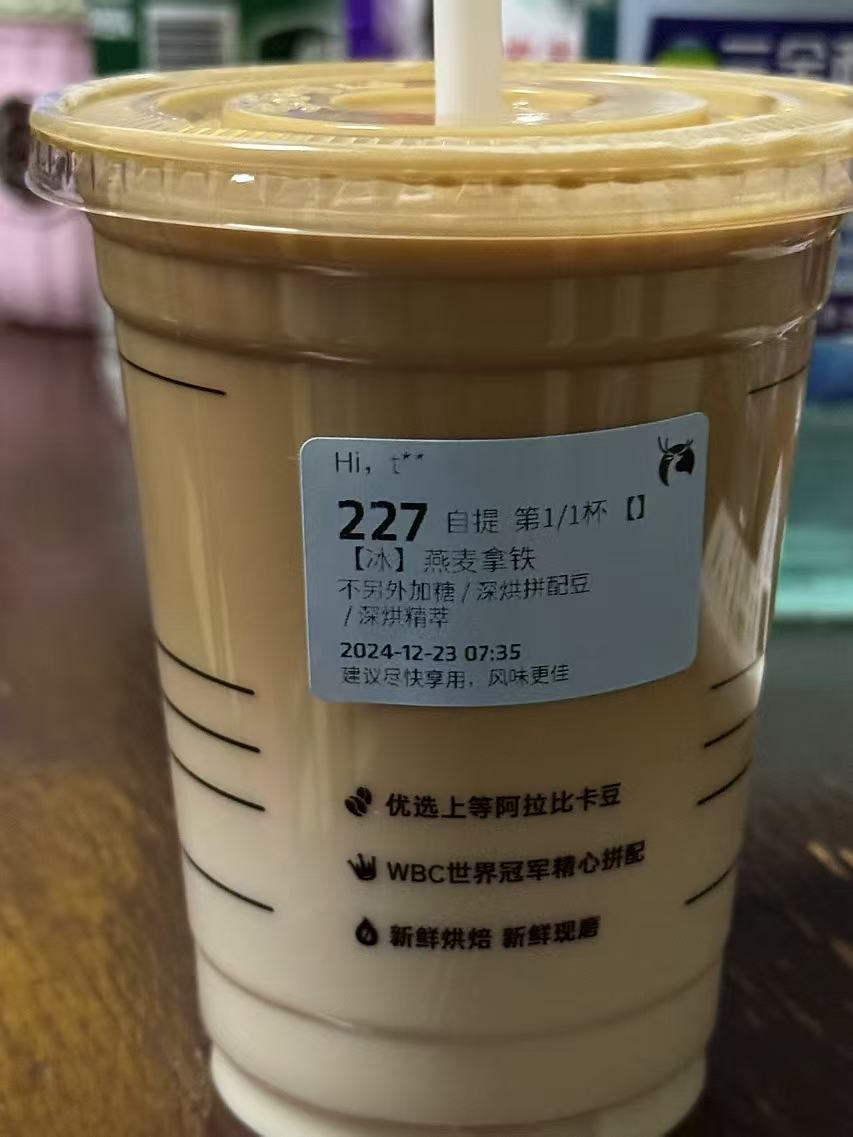 Hi, t**
227 自提 第1/1杯 【】
【冰】燕麦拿铁
不另外加糖/深烘拼配豆
/深烘精萃
2024-12-23 07:35
建议尽快享用，风味更佳
优选上等阿拉比卡豆
WBC世界冠军精心拼配
新鲜烘焙 新鲜现磨